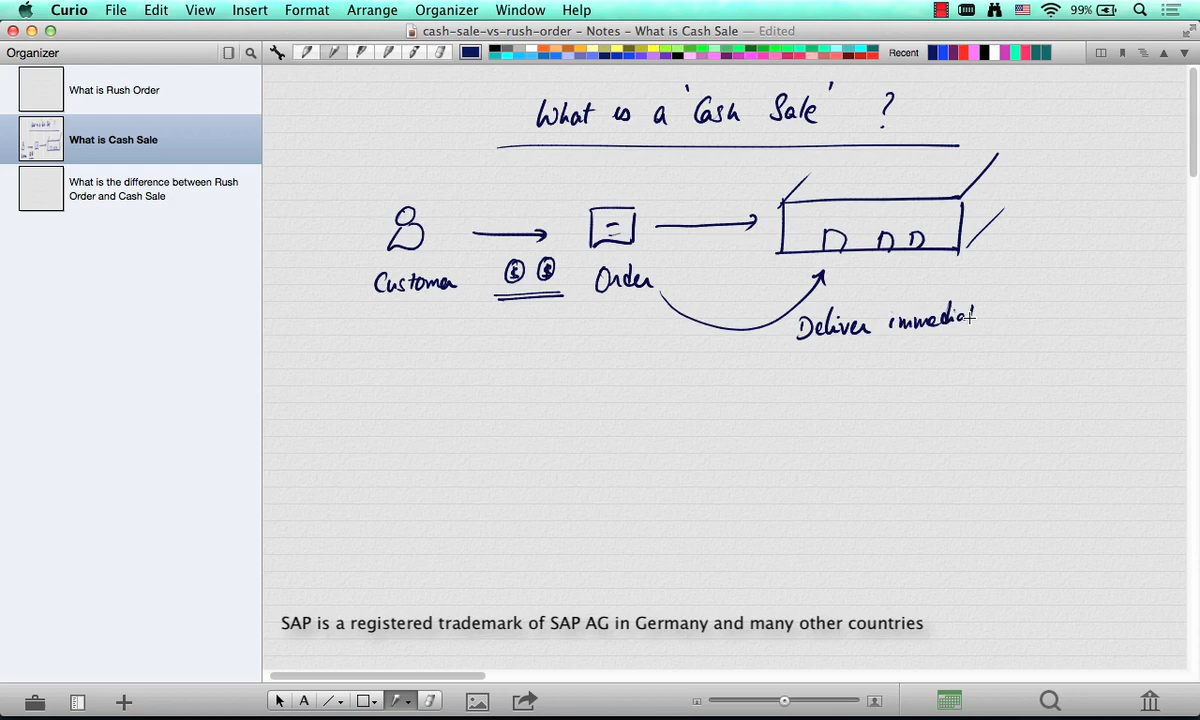 Curio File Edit View Insert Format Arrange Organizer Window Help 99%
cash-sale-vs-rush-order - Notes - What is Cash Sale — Edited
Organizer
Recent
What is Rush Order
What is Cash Sale
What is the difference between Rush
Order and Cash Sale
What is a 'Cash Sale' ?
Customer
$ $
Order
Deliver immediat
SAP is a registered trademark of SAP AG in Germany and many other countries
A